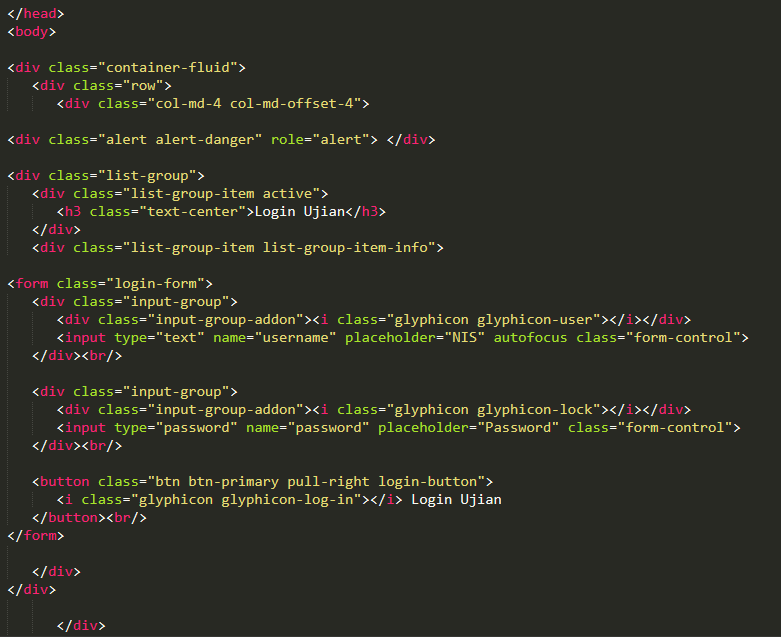 </head>
<body>
<div class="container-fluid">
<div class="row">
<div class="col-md-4 col-md-offset-4">
<div class="alert alert-danger" role="alert"> </div>
<div class="list-group">
<div class="list-group-item active">
<h3 class="text-center">Login Ujian</h3>
</div>
<div class="list-group-item list-group-item-info">
<form class="login-form">
<div class="input-group">
<div class="input-group-addon"><i class="glyphicon glyphicon-user"></i></div>
<input type="text" name="username" placeholder="NIS" autofocus class="form-control">
</div><br/>
<div class="input-group">
<div class="input-group-addon"><i class="glyphicon glyphicon-lock"></i></div>
<input type="password" name="password" placeholder="Password" class="form-control">
</div><br/>
<button class="btn btn-primary pull-right login-button">
<i class="glyphicon glyphicon-log-in"></i> Login Ujian
</button><br/>
</form>
</div>
</div>
</div>